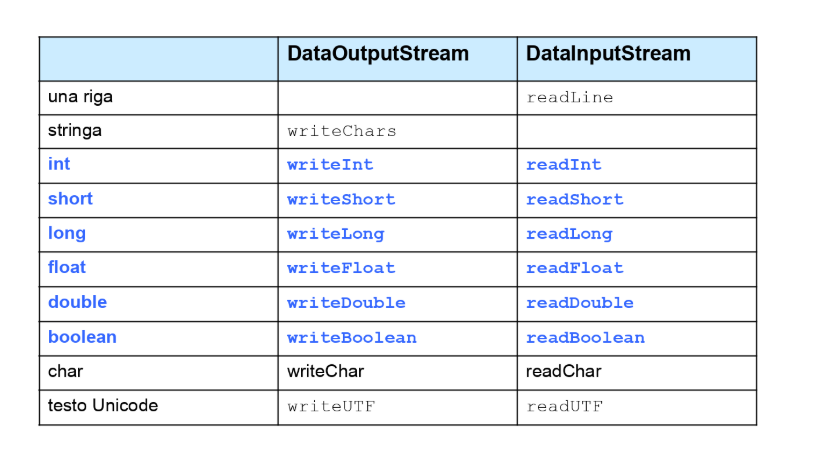 DataOutputStream DataInputStream
una riga readLine
stringa writeChars
int writeInt readInt
short writeShort readShort
long writeLong readLong
float writeFloat readFloat
double writeDouble readDouble
boolean writeBoolean readBoolean
char writeChar readChar
testo Unicode writeUTF readUTF